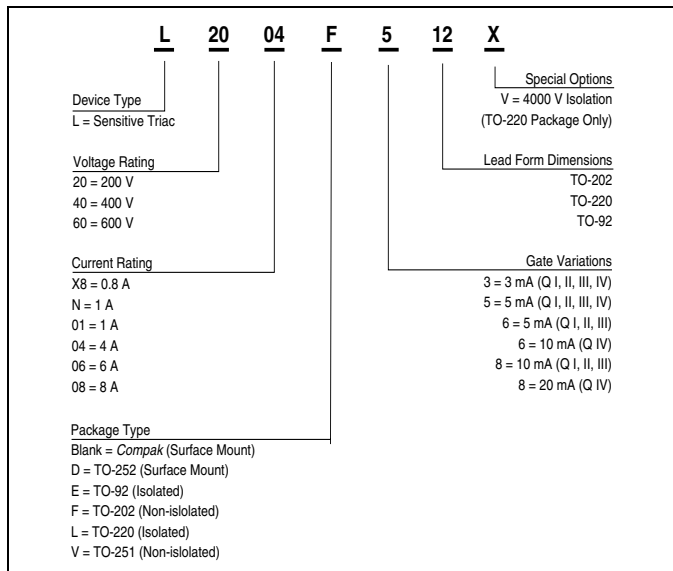 L 20 04 F 5 12 X
Device Type
L = Sensitive Triac
Voltage Rating
20 = 200 V
40 = 400 V
60 = 600 V
Current Rating
X8 = 0.8 A
N = 1 A
01 = 1 A
04 = 4 A
06 = 6 A
08 = 8 A
Package Type
Blank = Compak (Surface Mount)
D = TO-252 (Surface Mount)
E = TO-92 (Isolated)
F = TO-202 (Non-islolated)
L = TO-220 (Isolated)
V = TO-251 (Non-islolated)
Special Options
V = 4000 V Isolation
(TO-220 Package Only)
Lead Form Dimensions
TO-202
TO-220
TO-92
Gate Variations
3 = 3 mA (Q I, II, III, IV)
5 = 5 mA (Q I, II, III, IV)
6 = 5 mA (Q I, II, III)
6 = 10 mA (Q IV)
8 = 10 mA (Q I, II, III)
8 = 20 mA (Q IV)